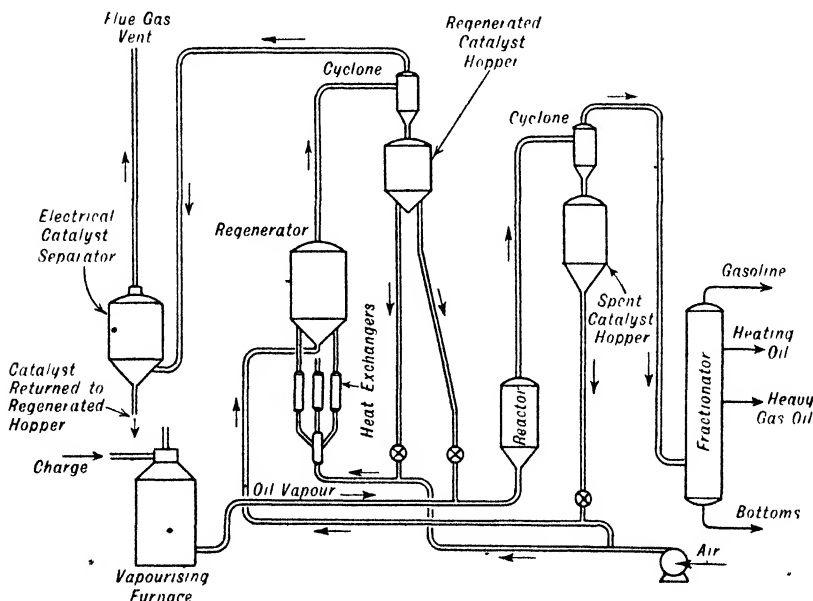 Flue Gas
Vent
Regenerated
Catalyst
Hopper
Cyclone
Cyclone
Electrical
Catalyst
Separator
Regenerator
Gasoline
Spent
Catalyst
Hopper
Heating
Oil
Catalyst
Returned to
Regenerated
Hopper
Heat Exchangers
Reactor
Fractionator
Heavy
Gas Oil
Charge
Oil Vapour
Bottoms
Air
Vapourising
Furnace